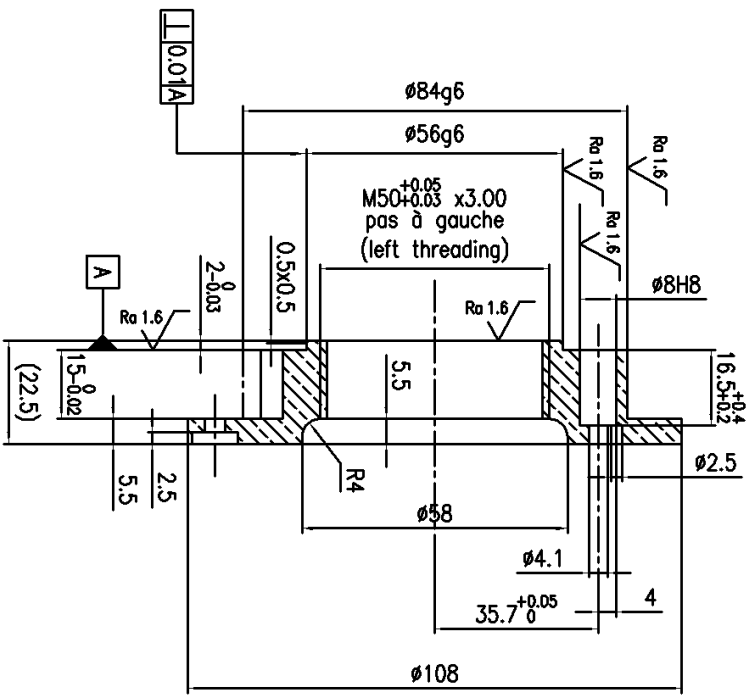 ⊥ 0.01 A
ø84g6
ø56g6
Ra 1.6
Ra 1.6
Ra 1.6
M50 +0.05 +0.03 x3.00
pas à gauche
(left threading)
ø8H8
A
Ra 1.6
2 0 -0.03
0.5x0.5
Ra 1.6
(22.5)
15 0 -0.02
5.5
16.5 +0.4 +0.2
5.5
2.5
R4
ø2.5
ø58
ø4.1
4
35.7 +0.05 0
ø108